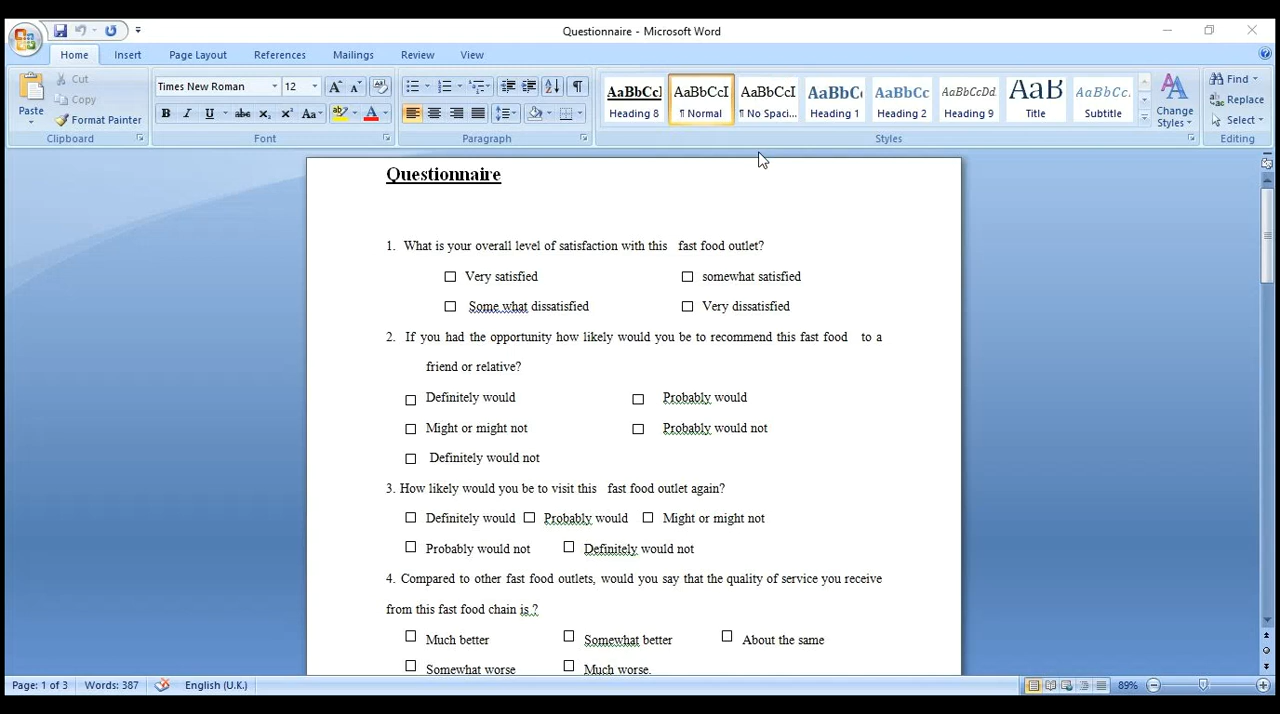 Questionnaire - Microsoft Word
Home Insert Page Layout References Mailings Review View
Paste
Cut
Copy
Format Painter
Clipboard
Times New Roman 12
B I U abc x₂ x² Aa
Font
Paragraph
AaBbCcI AaBbCcI AaBbCcI AaBbCc AaBbCc AaBbCcDd AaB AaBbCc.
Heading 8 ¶ Normal ¶ No Spaci... Heading 1 Heading 2 Heading 9 Title Subtitle
Change
Styles
Styles
Find
Replace
Select
Editing
Questionnaire
1. What is your overall level of satisfaction with this fast food outlet?
Very satisfied somewhat satisfied
Some what dissatisfied Very dissatisfied
2. If you had the opportunity how likely would you be to recommend this fast food to a
friend or relative?
Definitely would Probably would
Might or might not Probably would not
Definitely would not
3. How likely would you be to visit this fast food outlet again?
Definitely would Probably would Might or might not
Probably would not Definitely would not
4. Compared to other fast food outlets, would you say that the quality of service you receive
from this fast food chain is ?
Much better Somewhat better About the same
Somewhat worse Much worse.
Page: 1 of 3 Words: 387 English (U.K.) 89%